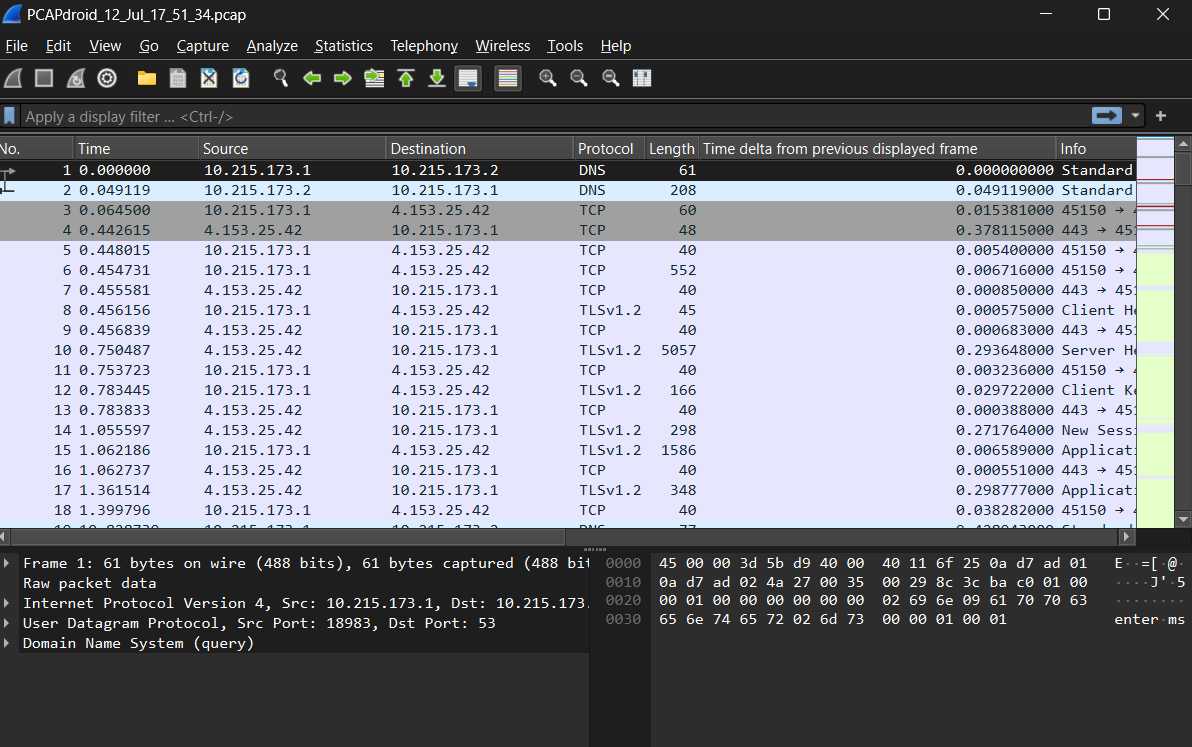 PCAPdroid_12_Jul_17_51_34.pcap
File Edit View Go Capture Analyze Statistics Telephony Wireless Tools Help
Apply a display filter ... <Ctrl-/>
No. Time Source Destination Protocol Length Time delta from previous displayed frame Info
1 0.000000 10.215.173.1 10.215.173.2 DNS 61 0.000000000 Standard
2 0.049119 10.215.173.2 10.215.173.1 DNS 208 0.049119000 Standard
3 0.064500 10.215.173.1 4.153.25.42 TCP 60 0.015381000 45150 →
4 0.442615 4.153.25.42 10.215.173.1 TCP 48 0.378115000 443 → 451
5 0.448015 10.215.173.1 4.153.25.42 TCP 40 0.005400000 45150 →
6 0.454731 10.215.173.1 4.153.25.42 TCP 552 0.006716000 45150 →
7 0.455581 4.153.25.42 10.215.173.1 TCP 40 0.000850000 443 → 451
8 0.456156 10.215.173.1 4.153.25.42 TLSv1.2 45 0.000575000 Client He
9 0.456839 4.153.25.42 10.215.173.1 TCP 40 0.000683000 443 → 451
10 0.750487 4.153.25.42 10.215.173.1 TLSv1.2 5057 0.293648000 Server He
11 0.753723 10.215.173.1 4.153.25.42 TCP 40 0.003236000 45150 →
12 0.783445 10.215.173.1 4.153.25.42 TLSv1.2 166 0.029722000 Client Ke
13 0.783833 4.153.25.42 10.215.173.1 TCP 40 0.000388000 443 → 451
14 1.055597 4.153.25.42 10.215.173.1 TLSv1.2 298 0.271764000 New Sess
15 1.062186 10.215.173.1 4.153.25.42 TLSv1.2 1586 0.006589000 Applicat
16 1.062737 4.153.25.42 10.215.173.1 TCP 40 0.000551000 443 → 451
17 1.361514 4.153.25.42 10.215.173.1 TLSv1.2 348 0.298777000 Applicat
18 1.399796 10.215.173.1 4.153.25.42 TCP 40 0.038282000 45150 →
Frame 1: 61 bytes on wire (488 bits), 61 bytes captured (488 bit
Raw packet data
Internet Protocol Version 4, Src: 10.215.173.1, Dst: 10.215.173.
User Datagram Protocol, Src Port: 18983, Dst Port: 53
Domain Name System (query)
0000 45 00 00 3d 5b d9 40 00 40 11 6f 25 0a d7 ad 01 E··=[·@·
0010 0a d7 ad 02 4a 27 00 35 00 29 8c 3c ba c0 01 00 ····J'·5
0020 00 01 00 00 00 00 00 00 02 69 6e 09 61 70 70 63 ········
0030 65 6e 74 65 72 02 6d 73 00 00 01 00 01 enter·ms